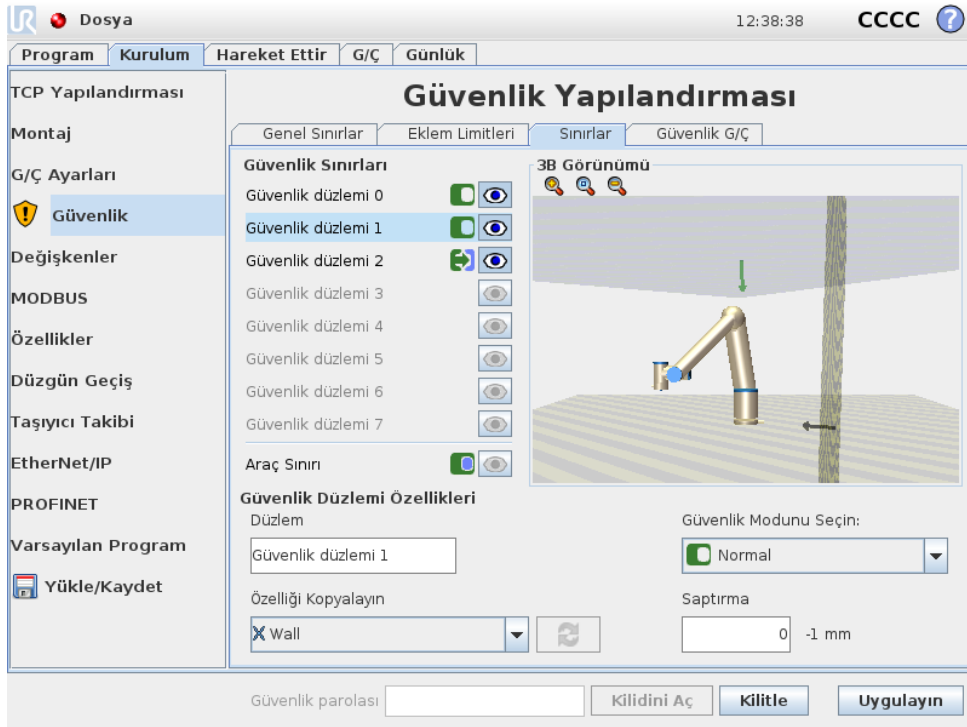 UR Dosya 12:38:38 CCCC ?
Program Kurulum Hareket Ettir G/Ç Günlük
TCP Yapılandırması
Montaj
G/Ç Ayarları
Güvenlik
Değişkenler
MODBUS
Özellikler
Düzgün Geçiş
Taşıyıcı Takibi
EtherNet/IP
PROFINET
Varsayılan Program
Yükle/Kaydet
Güvenlik Yapılandırması
Genel Sınırlar Eklem Limitleri Sınırlar Güvenlik G/Ç
Güvenlik Sınırları
Güvenlik düzlemi 0
Güvenlik düzlemi 1
Güvenlik düzlemi 2
Güvenlik düzlemi 3
Güvenlik düzlemi 4
Güvenlik düzlemi 5
Güvenlik düzlemi 6
Güvenlik düzlemi 7
Araç Sınırı
3B Görünümü
Güvenlik Düzlemi Özellikleri
Düzlem
Güvenlik düzlemi 1
Güvenlik Modunu Seçin:
Normal
Özelliği Kopyalayın
Wall
Saptırma
0 -1 mm
Güvenlik parolası Kilidini Aç Kilitle Uygulayın